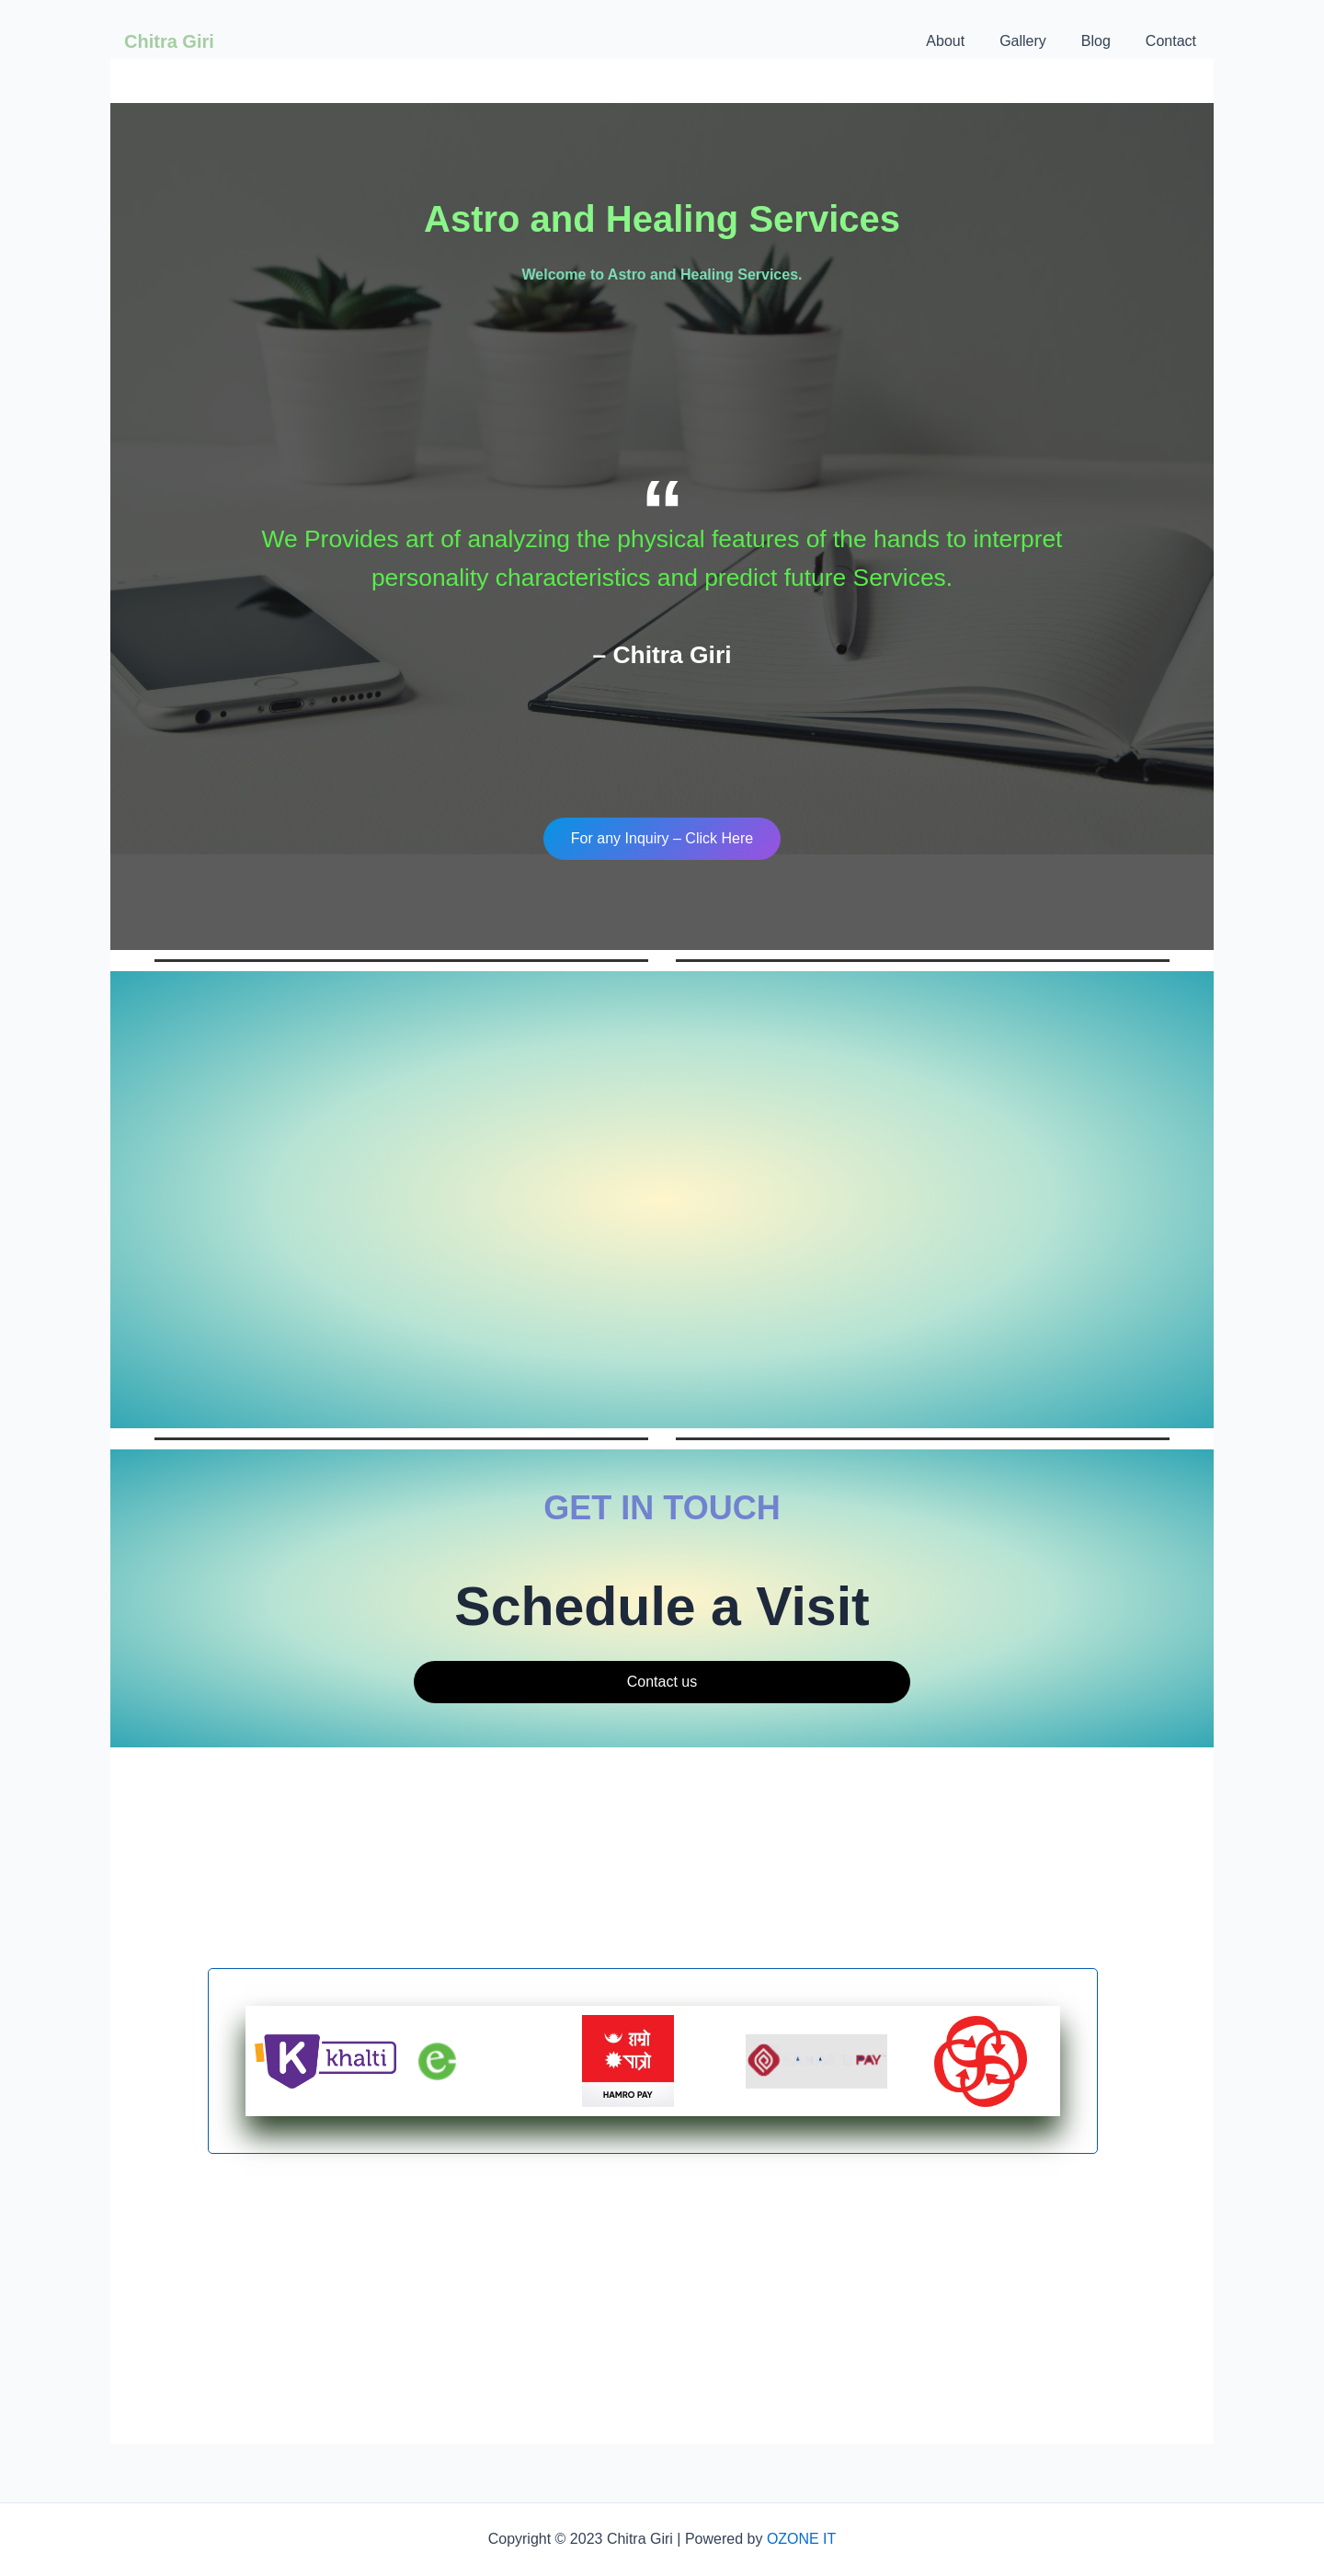 Chitra Giri
About
Gallery
Blog
Contact
Astro and Healing Services
Welcome to Astro and Healing Services.
“
We Provides art of analyzing the physical features of the hands to interpret
personality characteristics and predict future Services.
– Chitra Giri
For any Inquiry – Click Here
GET IN TOUCH
Schedule a Visit
Contact us
khalti
e
हाम्रो
पात्रो
HAMRO PAY
PAY
Copyright © 2023 Chitra Giri | Powered by OZONE IT